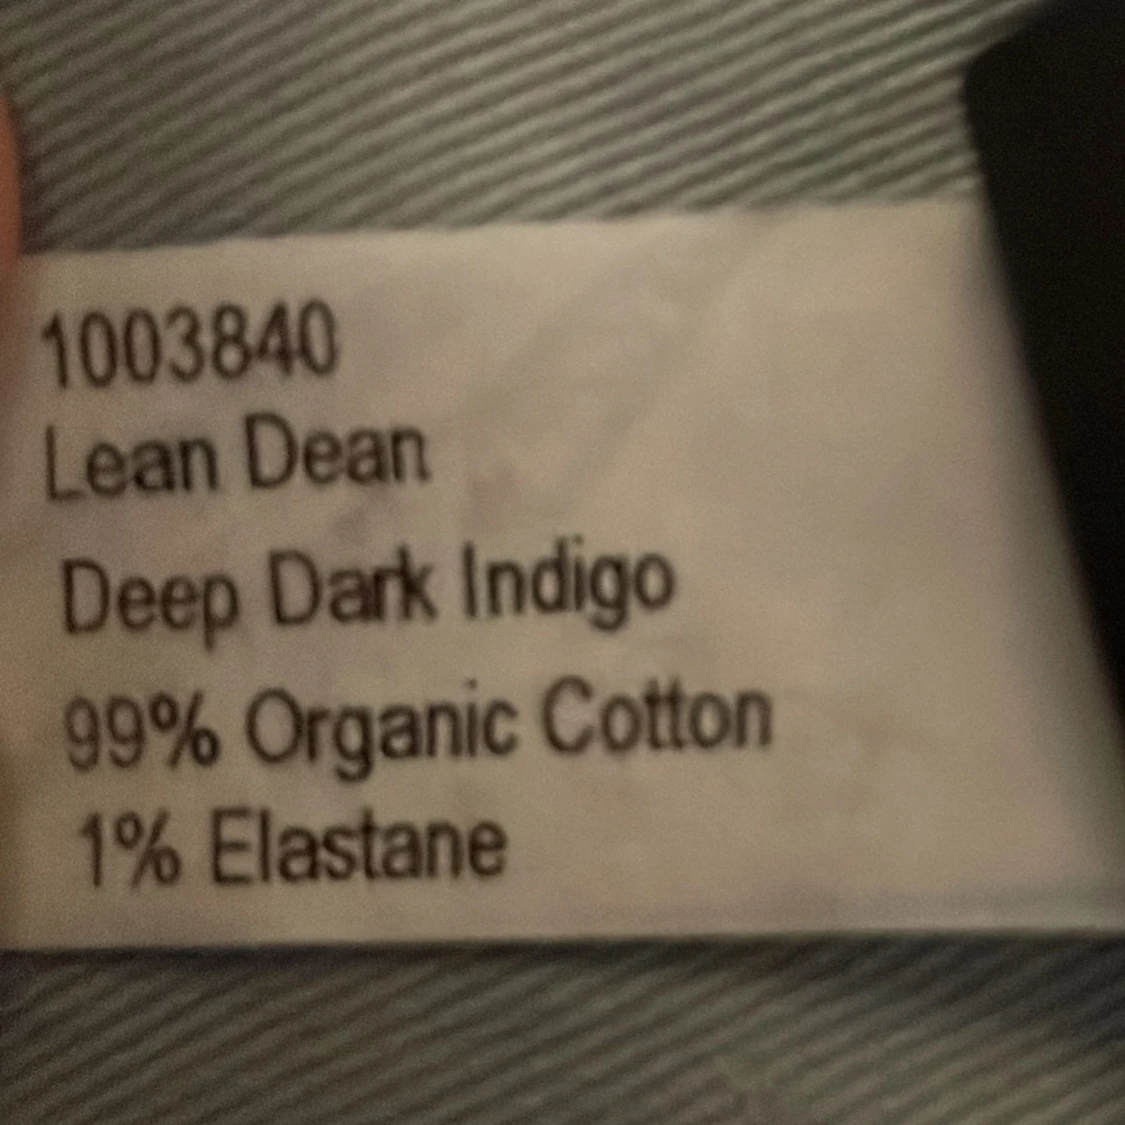 1003840
Lean Dean
Deep Dark Indigo
99% Organic Cotton
1% Elastane